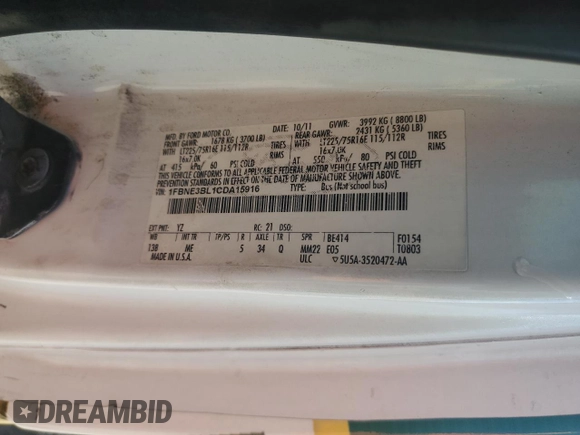 MFD. BY FORD MOTOR CO.
DATE: 10/11 GVWR: 3992 KG ( 8800 LB)
FRONT GAWR: 1678 KG ( 3700 LB) REAR GAWR: 2431 KG ( 5360 LB)
WITH LT225/75R16E 115/112R TIRES WITH LT225/75R16E 115/112R TIRES
16x7.0K RIMS 16x7.0K RIMS
AT 415 kPa/ 60 PSI COLD AT 550 kPa/ 80 PSI COLD
THIS VEHICLE CONFORMS TO ALL APPLICABLE FEDERAL MOTOR VEHICLE SAFETY AND THEFT PREVENTION STANDARDS IN EFFECT ON THE DATE OF MANUFACTURE SHOWN ABOVE.
VIN: 1FBNE3BL1CDA15916 TYPE: Bus (Not school bus)
EXT PNT: YZ RC: 21 DSO:
WB INT TR TP/PS R AXLE TR SPR BE414 F0154
138 ME 5 34 Q MM22 E05 T0803
MADE IN U.S.A. ULC 5U5A-3520472-AA
DREAMBID